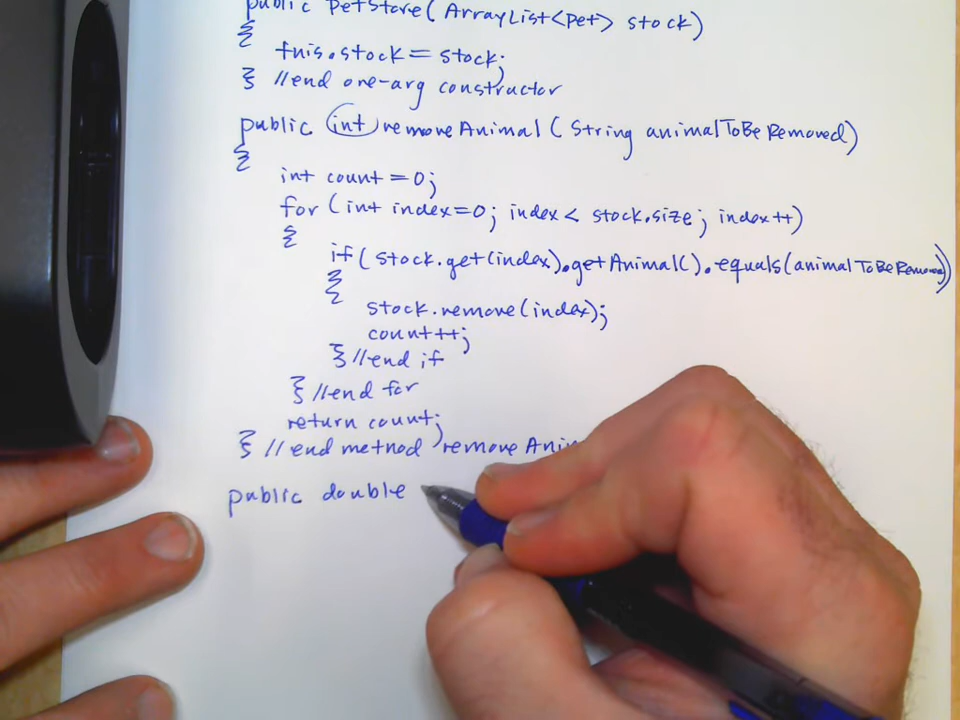 public PetStore(ArrayList<Pet> stock)
{
this.stock = stock;
} //end one-arg constructor
public int removeAnimal(String animalToBeRemoved)
{
int count = 0;
for (int index=0; index< stock.size; index++)
{
if(stock.get(index).getAnimal().equals(animalToBeRemoved))
{
stock.remove(index);
count++;
} //end if
} //end for
return count;
} //end method removeAni
public double